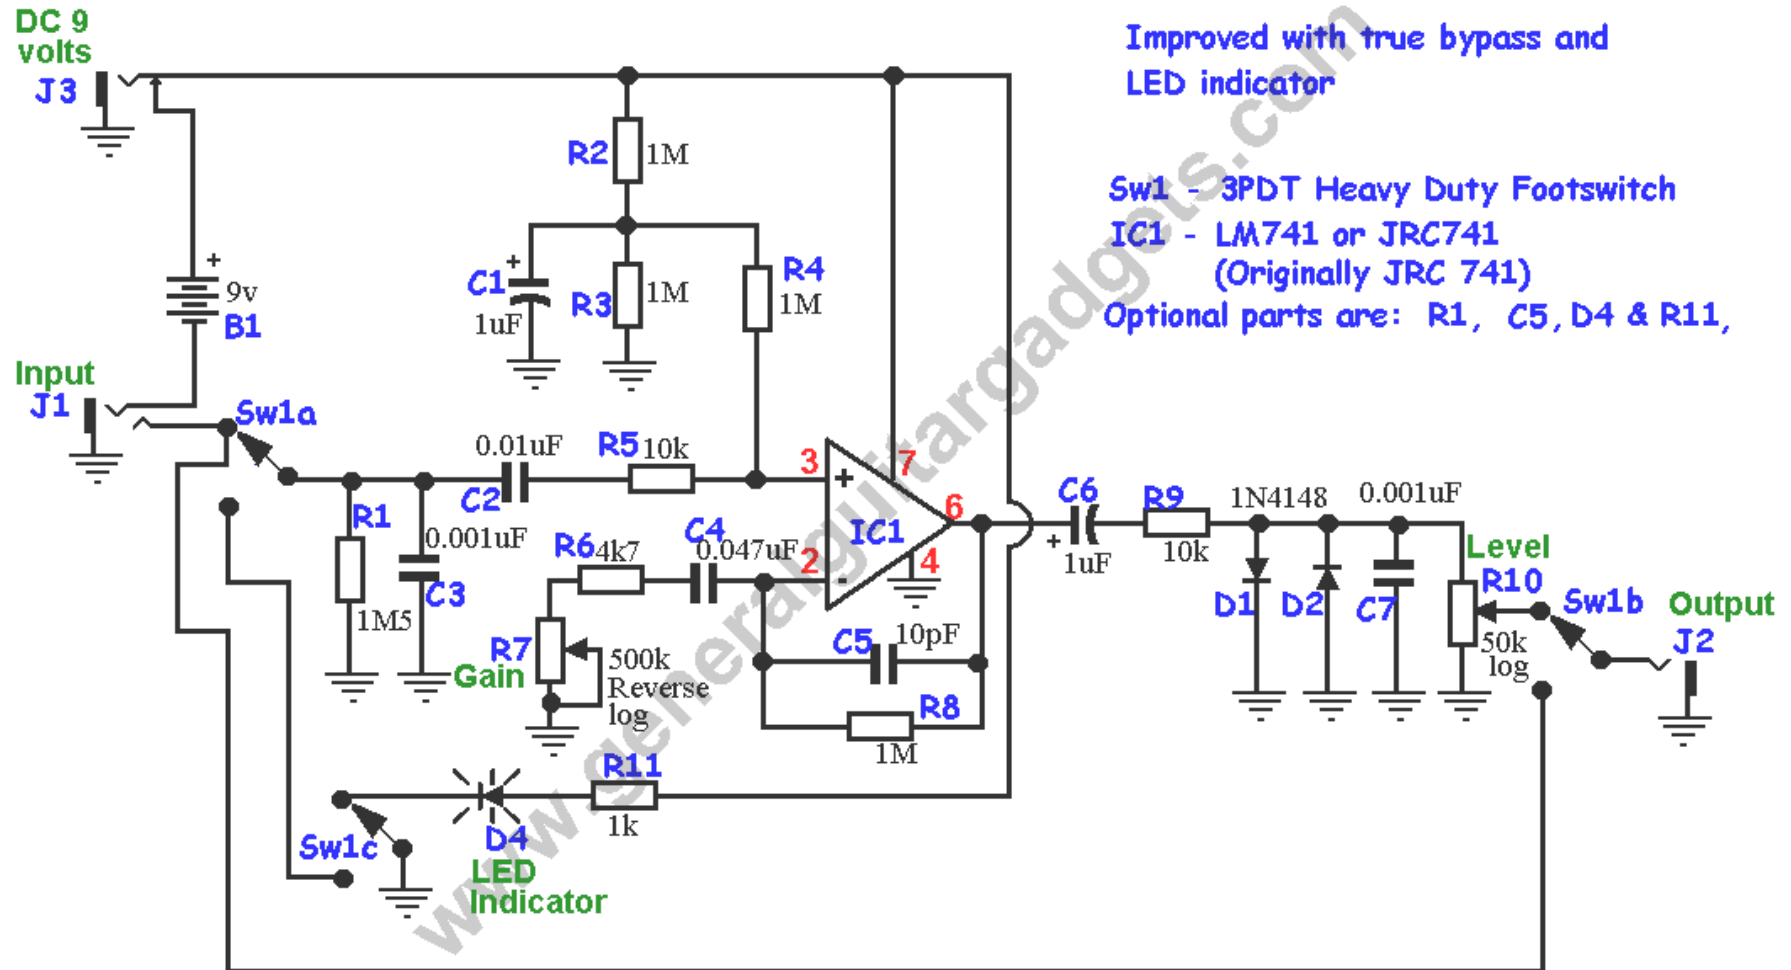 DC 9
volts
J3
Improved with true bypass and
LED indicator
R2
1M
Sw1 - 3PDT Heavy Duty Footswitch
IC1 - LM741 or JRC741
(Originally JRC 741)
Optional parts are: R1, C5, D4 & R11,
+
9v
B1
+
C1
1uF
R3
1M
R4
1M
Input
J1
Sw1a
0.01uF
C2
R5
10k
3
+
7
IC1
6
2
-
4
R1
1M5
0.001uF
C3
R6
4k7
C4
0.047uF
R7
Gain
500k
Reverse
log
C5
10pF
R8
1M
C6
+
1uF
R9
10k
1N4148
0.001uF
D1
D2
C7
Level
R10
50k
log
Sw1b
Output
J2
R11
1k
D4
LED
Indicator
Sw1c
www.generalguitargadgets.com